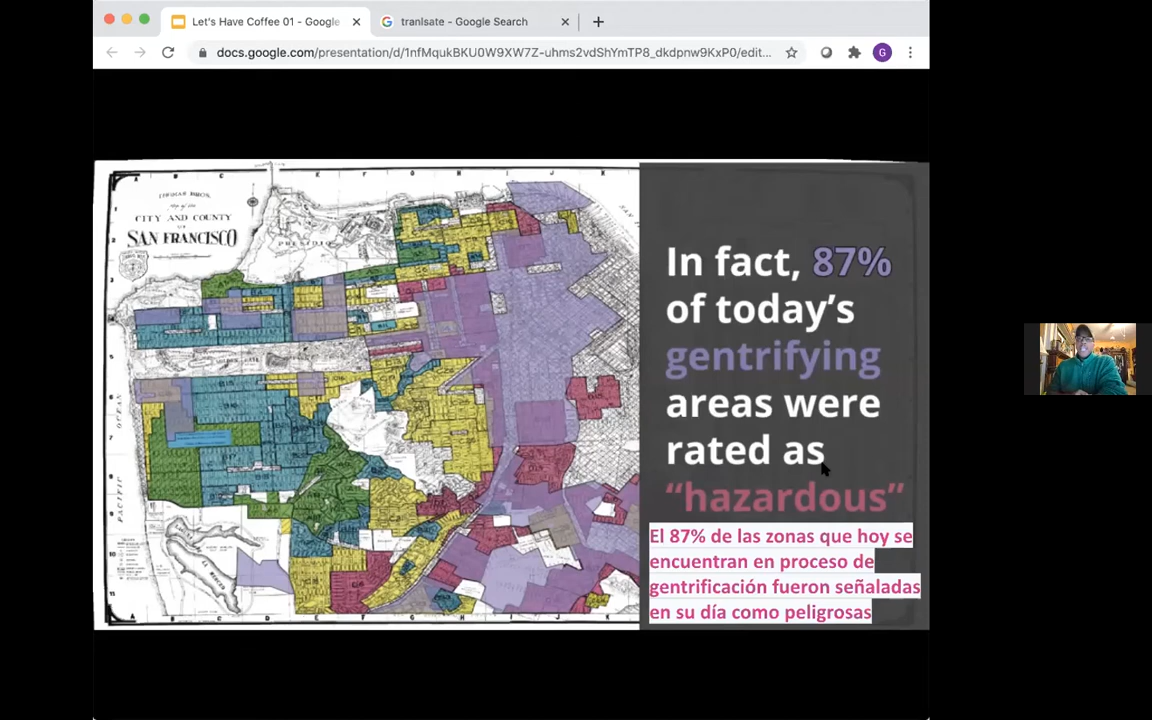 Let's Have Coffee 01 - Google
tranlsate - Google Search
docs.google.com/presentation/d/1nfMqukBKU0W9XW7Z-uhms2vdShYmTP8_dkdpnw9KxP0/edit...
G
CITY AND COUNTY
OF
SAN FRANCISCO
PRESIDIO
PACIFIC
OCEAN
In fact, 87%
of today's
gentrifying
areas were
rated as
“hazardous”
El 87% de las zonas que hoy se
encuentran en proceso de
gentrificación fueron señaladas
en su día como peligrosas